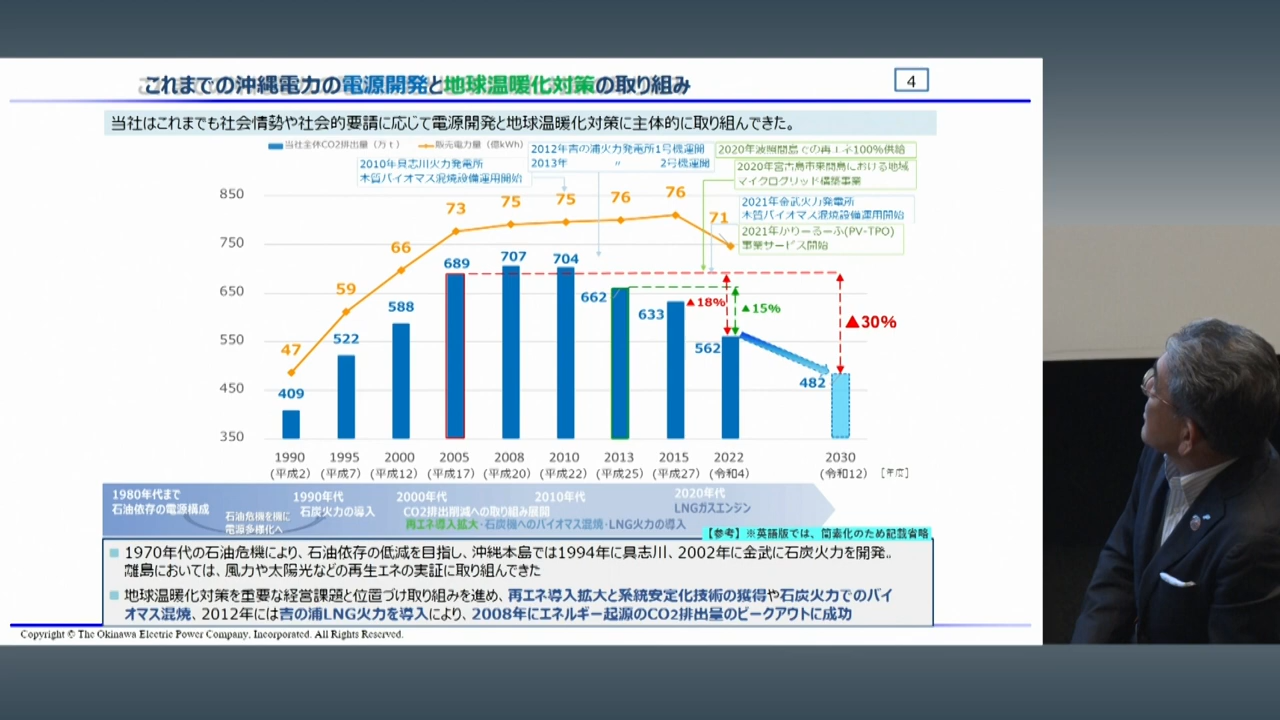 これまでの沖縄電力の電源開発と地球温暖化対策の取り組み
4
当社はこれまでも社会情勢や社会的要請に応じて電源開発と地球温暖化対策に主体的に取り組んできた。
当社全体CO2排出量（万ｔ） 販売電力量（億kWh）
2010年具志川火力発電所
木質バイオマス混焼設備運用開始
2012年吉の浦火力発電所1号機運開
2013年 〃 2号機運開
2020年波照間島での再エネ100%供給
2020年宮古島市来間島における地域
マイクログリッド構築事業
2021年金武火力発電所
木質バイオマス混焼設備運用開始
2021年かりーるーふ(PV-TPO)
事業サービス開始
850
750
650
550
450
350
47 59 66 73 75 75 76 76 71
409 522 588 689 707 704 662 633 562 482
▲18% ▲15% ▲30%
1990 1995 2000 2005 2008 2010 2013 2015 2022 2030
(平成2) (平成7) (平成12) (平成17) (平成20) (平成22) (平成25) (平成27) (令和4) (令和12) [年度]
1980年代まで
石油依存の電源構成
石油危機を機に
電源多様化へ
1990年代
石炭火力の導入
2000年代
CO2排出削減への取り組み展開
2010年代
再エネ導入拡大・石炭機へのバイオマス混焼・LNG火力の導入
2020年代
LNGガスエンジン
【参考】※英語版では、簡素化のため記載省略
1970年代の石油危機により、石油依存の低減を目指し、沖縄本島では1994年に具志川、2002年に金武に石炭火力を開発。
離島においては、風力や太陽光などの再生エネの実証に取り組んできた
地球温暖化対策を重要な経営課題と位置づけ取り組みを進め、再エネ導入拡大と系統安定化技術の獲得や石炭火力でのバイ
オマス混焼、2012年には吉の浦LNG火力を導入により、2008年にエネルギー起源のCO2排出量のピークアウトに成功
Copyright © The Okinawa Electric Power Company, Incorporated. All Rights Reserved.